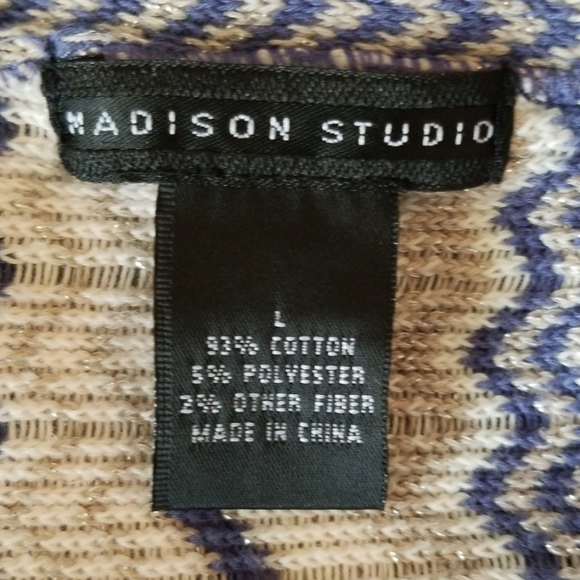 MADISON STUDIO
L
93% COTTON
5% POLYESTER
2% OTHER FIBER
MADE IN CHINA